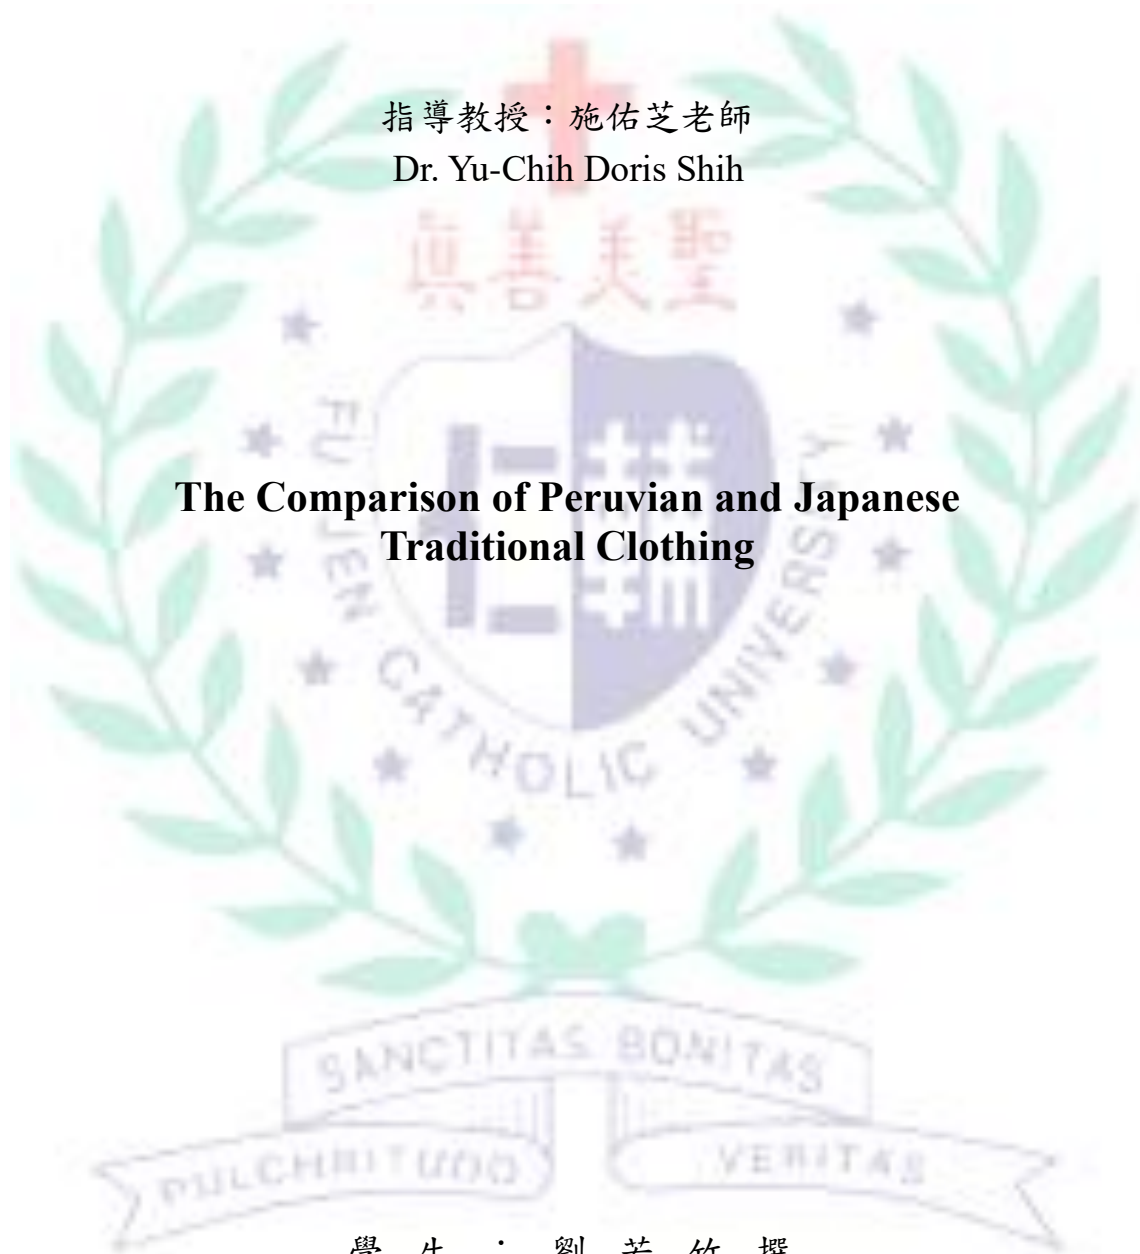 指導教授：施佑芝老師
Dr. Yu-Chih Doris Shih
真善美聖
FU JEN CATHOLIC UNIVERSITY
輔仁
The Comparison of Peruvian and Japanese
Traditional Clothing
SANCTITAS BONITAS
PULCHRITUDO VERITAS
學 生 : 劉 若 竹 撰